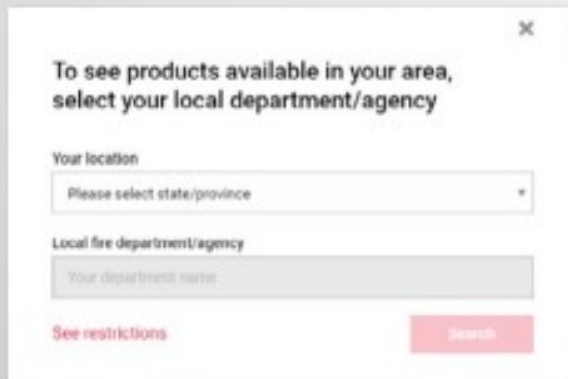 To see products available in your area,
select your local department/agency
Your location
Please select state/province
Local fire department/agency
Your department name
See restrictions
Search